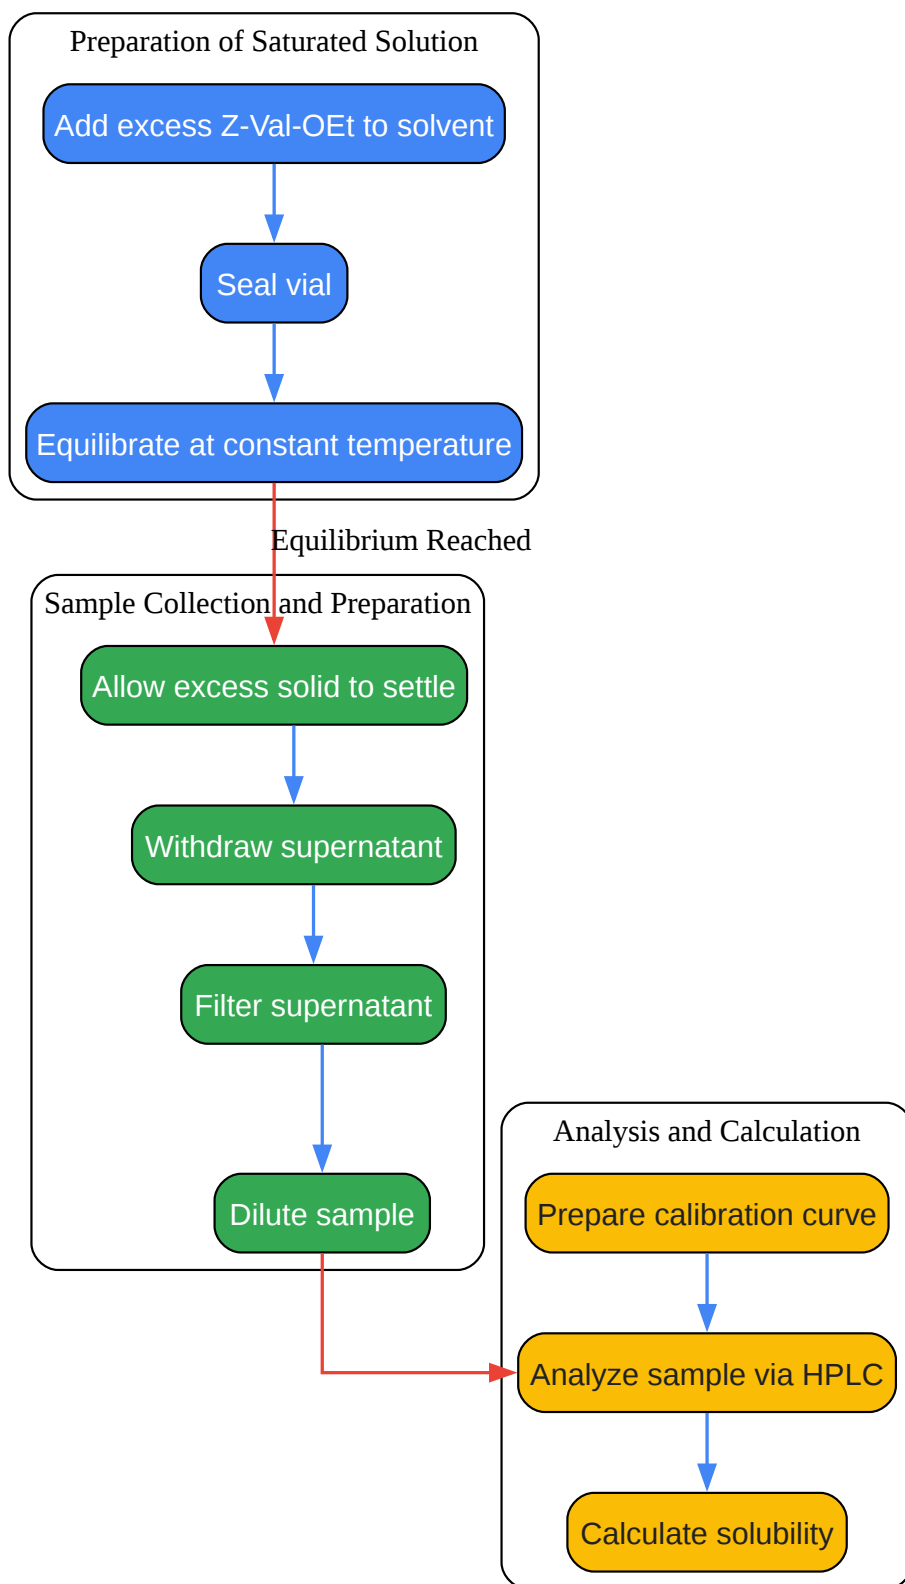 Preparation of Saturated Solution
Add excess Z-Val-OEt to solvent
Seal vial
Equilibrate at constant temperature
Equilibrium Reached
Sample Collection and Preparation
Allow excess solid to settle
Withdraw supernatant
Filter supernatant
Dilute sample
Analysis and Calculation
Prepare calibration curve
Analyze sample via HPLC
Calculate solubility